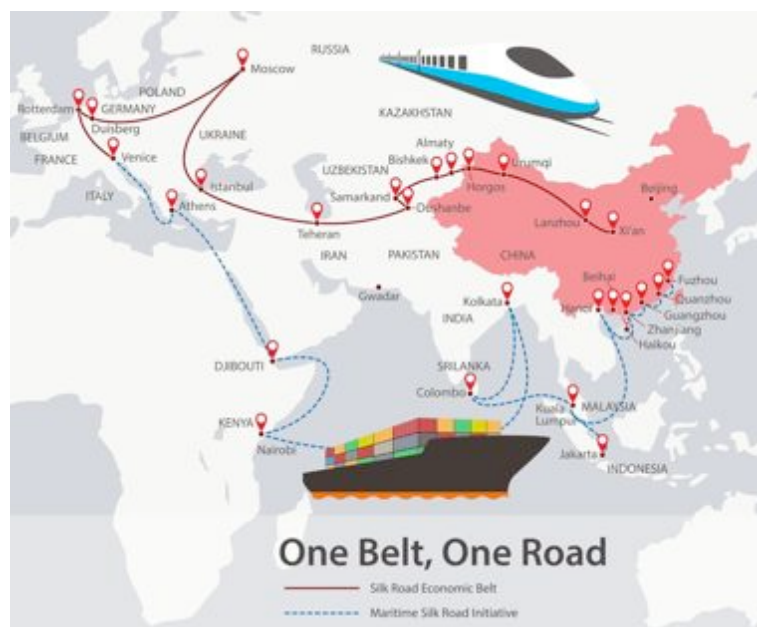 RUSSIA
Moscow
POLAND
Rotterdam
GERMANY
Duisberg
KAZAKHSTAN
BELGIUM
UKRAINE
Almaty
FRANCE
Venice
Bishkek
Urumqi
UZBEKISTAN
Horgos
Istanbul
Beijing
ITALY
Samarkand
Athens
Dushanbe
Lanzhou
Xi'an
Teheran
IRAN
PAKISTAN
CHINA
Beihai
Fuzhou
Gwadar
Kolkata
Hanoi
Quanzhou
INDIA
Guangzhou
Zhanjiang
Haikou
DJIBOUTI
SRILANKA
Colombo
Kuala
Lumpur
MALAYSIA
KENYA
Nairobi
Jakarta
INDONESIA
One Belt, One Road
Silk Road Economic Belt
Maritime Silk Road Initiative